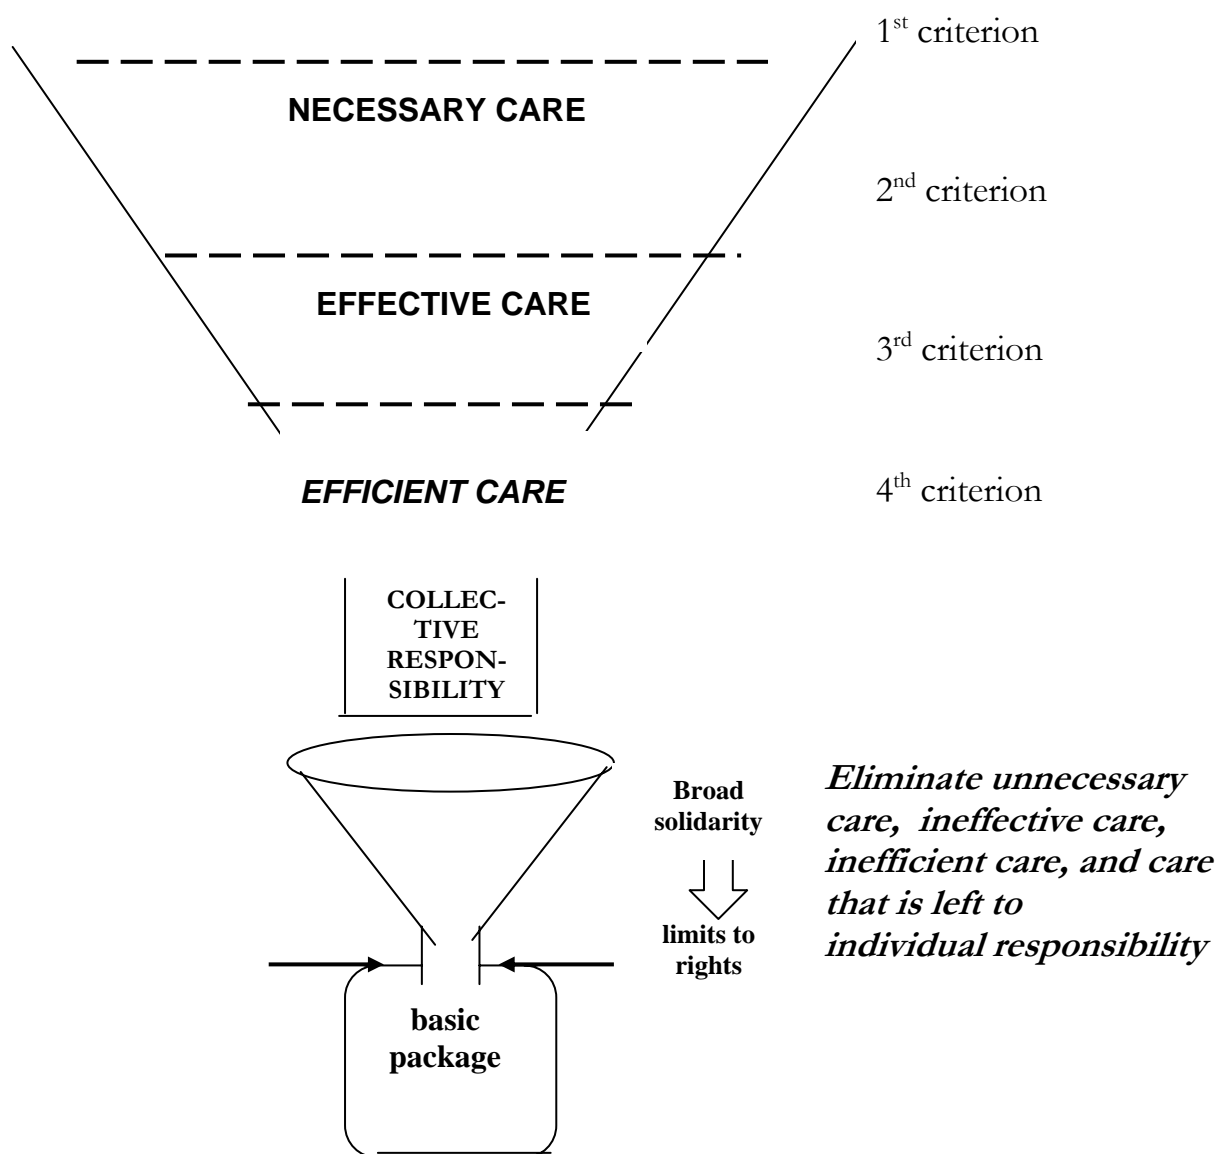 1st criterion
NECESSARY CARE
2nd criterion
EFFECTIVE CARE
3rd criterion
EFFICIENT CARE
4th criterion
COLLEC-
TIVE
RESPON-
SIBILITY
Broad
solidarity
limits to
rights
Eliminate unnecessary
care, ineffective care,
inefficient care, and care
that is left to
individual responsibility
basic
package